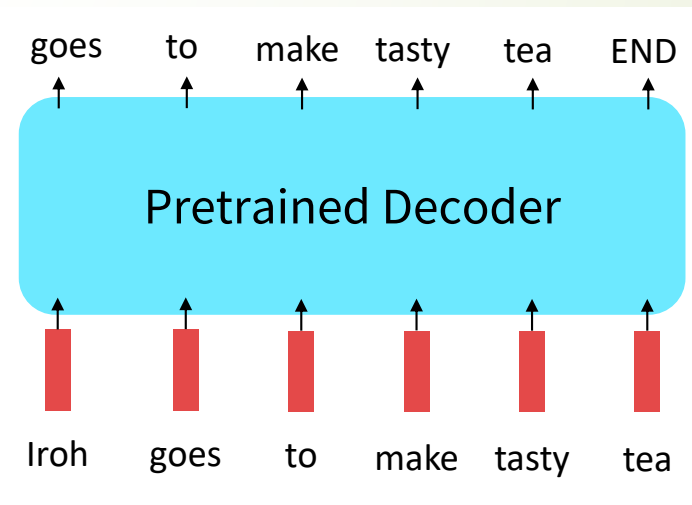 goes to make tasty tea END
Pretrained Decoder
Iroh goes to make tasty tea